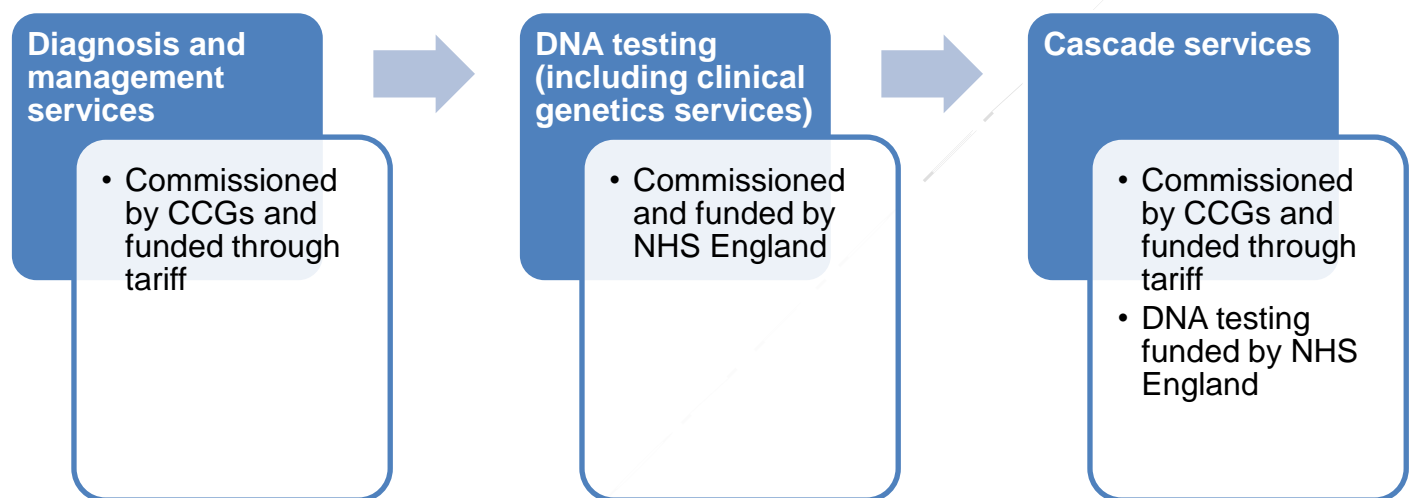 Diagnosis and
management
services
• Commissioned
by CCGs and
funded through
tariff
DNA testing
(including clinical
genetics services)
• Commissioned
and funded by
NHS England
Cascade services
• Commissioned
by CCGs and
funded through
tariff
• DNA testing
funded by NHS
England